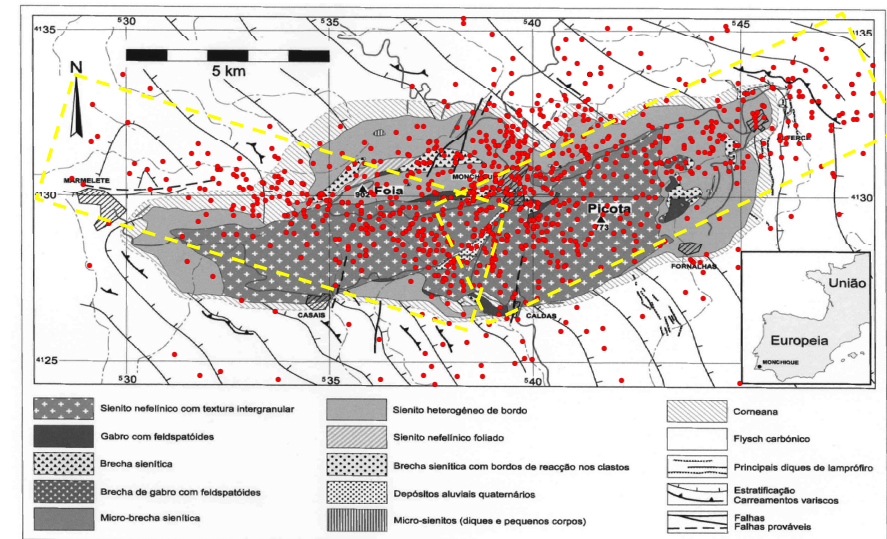 530
535
540
545
4135
4135
N
5 km
MARMELETE
4130
4130
902
Foia
MONCHIQUE
Picota
773
FORNALHAS
CASAIS
CALDAS
4125
530
535
540
União
Europeia
MONCHIQUE
Sienito nefelínico com textura intergranular
Gabro com feldspatóides
Brecha sienítica
Brecha de gabro com feldspatóides
Micro-brecha sienítica
Sienito heterogéneo de bordo
Sienito nefelínico foliado
Brecha sienítica com bordos de reacção nos clastos
Depósitos aluviais quaternários
Micro-sienitos (diques e pequenos corpos)
Corneana
Flysch carbónico
Principais diques de lamprófiro
Estratificação
Carreamentos variscos
Falhas
Falhas prováveis